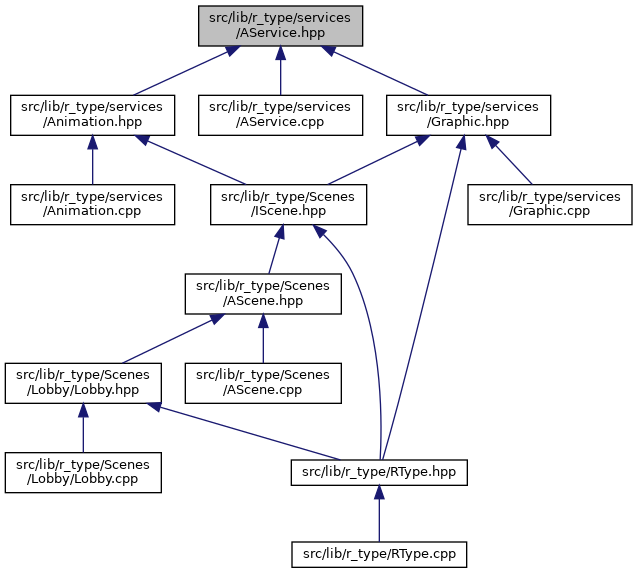 src/lib/r_type/services
/AService.hpp
src/lib/r_type/services
/Animation.hpp
src/lib/r_type/services
/AService.cpp
src/lib/r_type/services
/Graphic.hpp
src/lib/r_type/services
/Animation.cpp
src/lib/r_type/Scenes
/IScene.hpp
src/lib/r_type/services
/Graphic.cpp
src/lib/r_type/Scenes
/AScene.hpp
src/lib/r_type/Scenes
/Lobby/Lobby.hpp
src/lib/r_type/Scenes
/AScene.cpp
src/lib/r_type/Scenes
/Lobby/Lobby.cpp
src/lib/r_type/RType.hpp
src/lib/r_type/RType.cpp